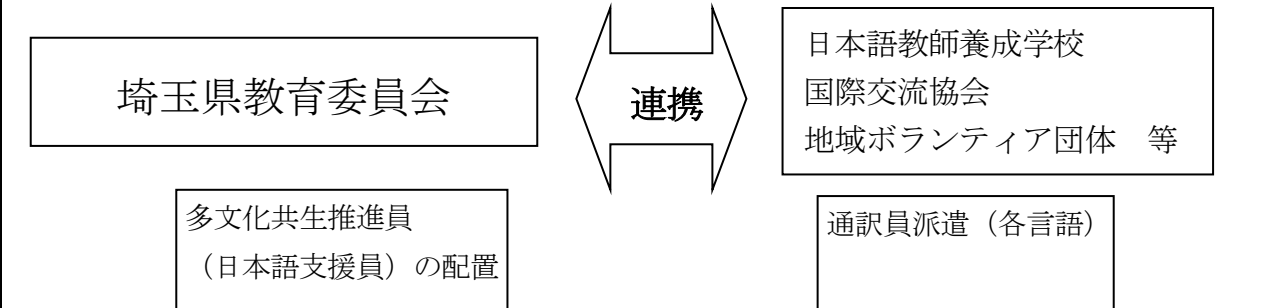 埼玉県教育委員会
連携
日本語教師養成学校
国際交流協会
地域ボランティア団体　等
多文化共生推進員
（日本語支援員）の配置
通訳員派遣（各言語）